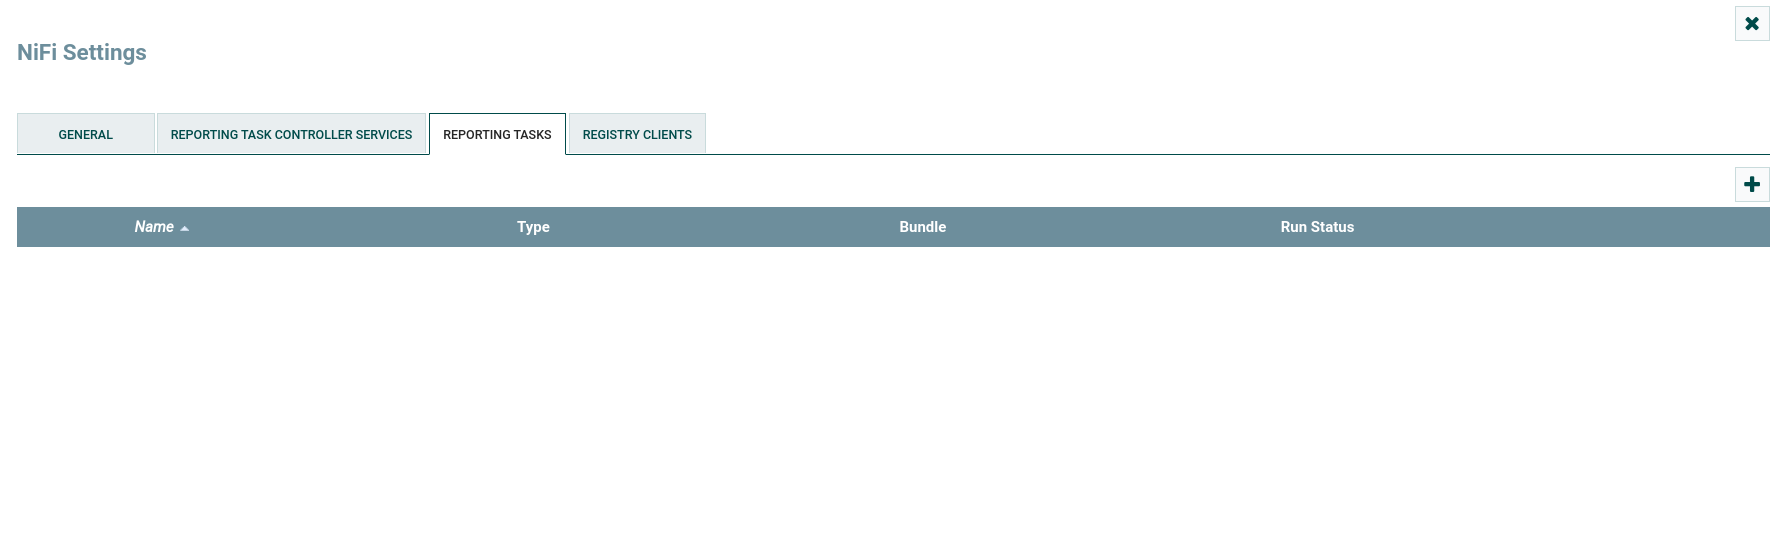 NiFi Settings
GENERAL REPORTING TASK CONTROLLER SERVICES REPORTING TASKS REGISTRY CLIENTS
Name Type Bundle Run Status